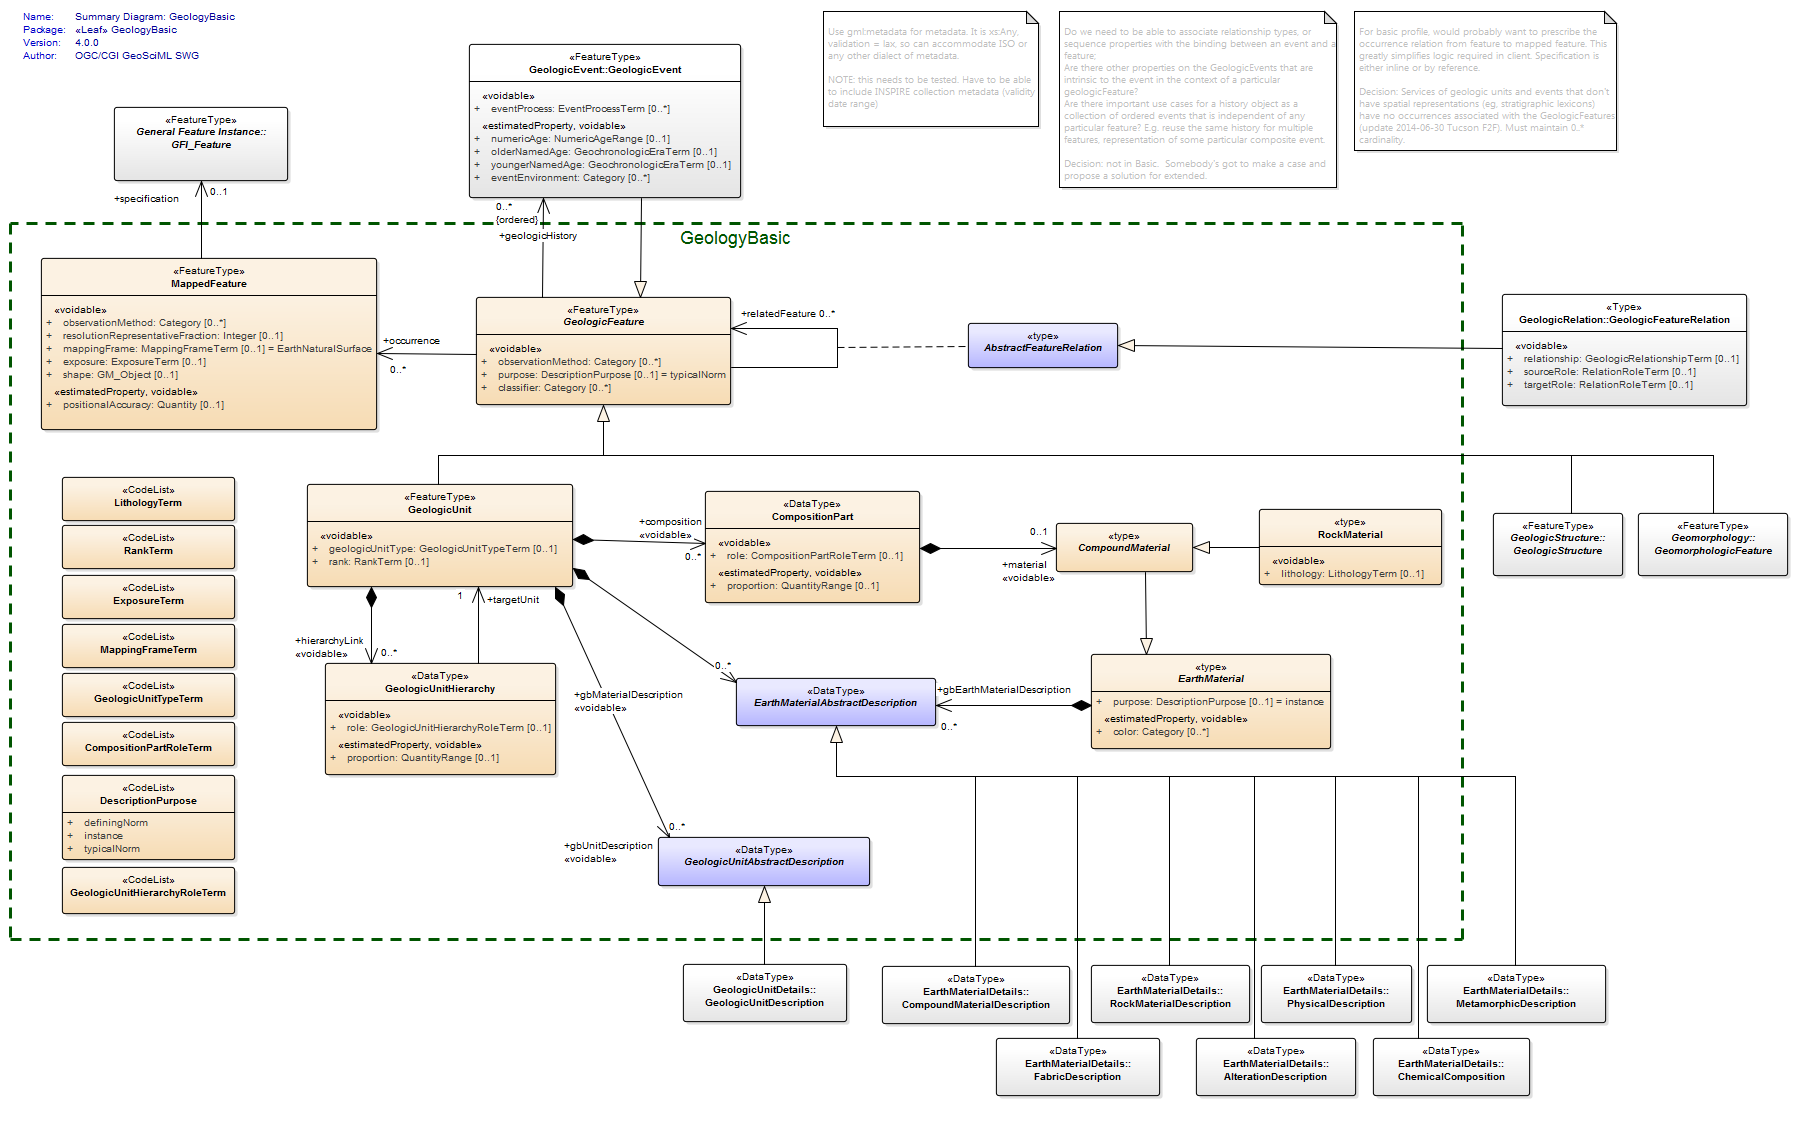 Name: Summary Diagram: GeologyBasic
Package: «Leaf» GeologyBasic
Version: 4.0.0
Author: OGC/CGI GeoSciML SWG
Use gml:metadata for metadata. It is xs:Any,
validation = lax, so can accommodate ISO or
any other dialect of metadata.
NOTE: this needs to be tested. Have to be able
to include INSPIRE collection metadata (validity
date range)
Do we need to be able to associate relationship types, or
sequence properties with the binding between an event and a
feature;
Are there other properties on the GeologicEvents that are
intrinsic to the event in the context of a particular
geologicFeature?
Are there important use cases for a history object as a
collection of ordered events that is independent of any
particular feature? E.g. reuse the same history for multiple
features, representation of some particular composite event.
Decision: not in Basic. Somebody's got to make a case and
propose a solution for extended.
For basic profile, would probably want to prescribe the
occurrence relation from feature to mapped feature. This
greatly simplifies logic required in client. Specification is
either inline or by reference.
Decision: Services of geologic units and events that don't
have spatial representations (eg, stratigraphic lexicons)
have no occurrences associated with the GeologicFeatures
(update 2014-06-30 Tucson F2F). Must maintain 0..*
cardinality.
«FeatureType»
GeologicEvent::GeologicEvent
«voidable»
+ eventProcess: EventProcessTerm [0..*]
«estimatedProperty, voidable»
+ numericAge: NumericAgeRange [0..1]
+ olderNamedAge: GeochronologicEraTerm [0..1]
+ youngerNamedAge: GeochronologicEraTerm [0..1]
+ eventEnvironment: Category [0..*]
«FeatureType»
General Feature Instance::
GFI_Feature
+specification
0..1
0..*
{ordered}
+geologicHistory
GeologyBasic
«FeatureType»
MappedFeature
«voidable»
+ observationMethod: Category [0..*]
+ resolutionRepresentativeFraction: Integer [0..1]
+ mappingFrame: MappingFrameTerm [0..1] = EarthNaturalSurface
+ exposure: ExposureTerm [0..1]
+ shape: GM_Object [0..1]
«estimatedProperty, voidable»
+ positionalAccuracy: Quantity [0..1]
+occurrence
0..*
«FeatureType»
GeologicFeature
«voidable»
+ observationMethod: Category [0..*]
+ purpose: DescriptionPurpose [0..1] = typicalNorm
+ classifier: Category [0..*]
+relatedFeature 0..*
«type»
AbstractFeatureRelation
«Type»
GeologicRelation::GeologicFeatureRelation
«voidable»
+ relationship: GeologicRelationshipTerm [0..1]
+ sourceRole: RelationRoleTerm [0..1]
+ targetRole: RelationRoleTerm [0..1]
«CodeList»
LithologyTerm
«CodeList»
RankTerm
«CodeList»
ExposureTerm
«CodeList»
MappingFrameTerm
«CodeList»
GeologicUnitTypeTerm
«CodeList»
CompositionPartRoleTerm
«CodeList»
DescriptionPurpose
+ definingNorm
+ instance
+ typicalNorm
«CodeList»
GeologicUnitHierarchyRoleTerm
«FeatureType»
GeologicUnit
«voidable»
+ geologicUnitType: GeologicUnitTypeTerm [0..1]
+ rank: RankTerm [0..1]
+composition
«voidable»
0..*
«DataType»
CompositionPart
«voidable»
+ role: CompositionPartRoleTerm [0..1]
«estimatedProperty, voidable»
+ proportion: QuantityRange [0..1]
0..1
+material
«voidable»
«type»
CompoundMaterial
«type»
RockMaterial
«voidable»
+ lithology: LithologyTerm [0..1]
«FeatureType»
GeologicStructure::
GeologicStructure
«FeatureType»
Geomorphology::
GeomorphologicFeature
1
+targetUnit
+hierarchyLink
«voidable»
0..*
«DataType»
GeologicUnitHierarchy
«voidable»
+ role: GeologicUnitHierarchyRoleTerm [0..1]
«estimatedProperty, voidable»
+ proportion: QuantityRange [0..1]
+gbMaterialDescription
«voidable»
0..*
«DataType»
EarthMaterialAbstractDescription
+gbEarthMaterialDescription
0..*
«type»
EarthMaterial
+ purpose: DescriptionPurpose [0..1] = instance
«estimatedProperty, voidable»
+ color: Category [0..*]
0..*
+gbUnitDescription
«voidable»
«DataType»
GeologicUnitAbstractDescription
«DataType»
GeologicUnitDetails::
GeologicUnitDescription
«DataType»
EarthMaterialDetails::
CompoundMaterialDescription
«DataType»
EarthMaterialDetails::
RockMaterialDescription
«DataType»
EarthMaterialDetails::
PhysicalDescription
«DataType»
EarthMaterialDetails::
MetamorphicDescription
«DataType»
EarthMaterialDetails::
FabricDescription
«DataType»
EarthMaterialDetails::
AlterationDescription
«DataType»
EarthMaterialDetails::
ChemicalComposition